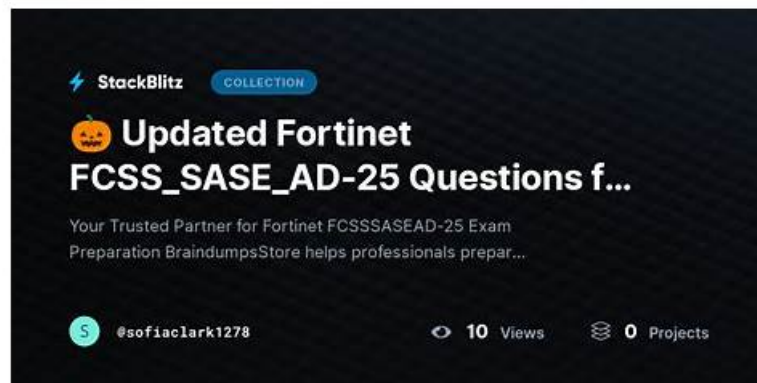 StackBlitz COLLECTION
🎃 Updated Fortinet
FCSS_SASE_AD-25 Questions f...
Your Trusted Partner for Fortinet FCSSSASEAD-25 Exam
Preparation BraindumpsStore helps professionals prepar...
S @sofiaclark1278 10 Views 0 Projects